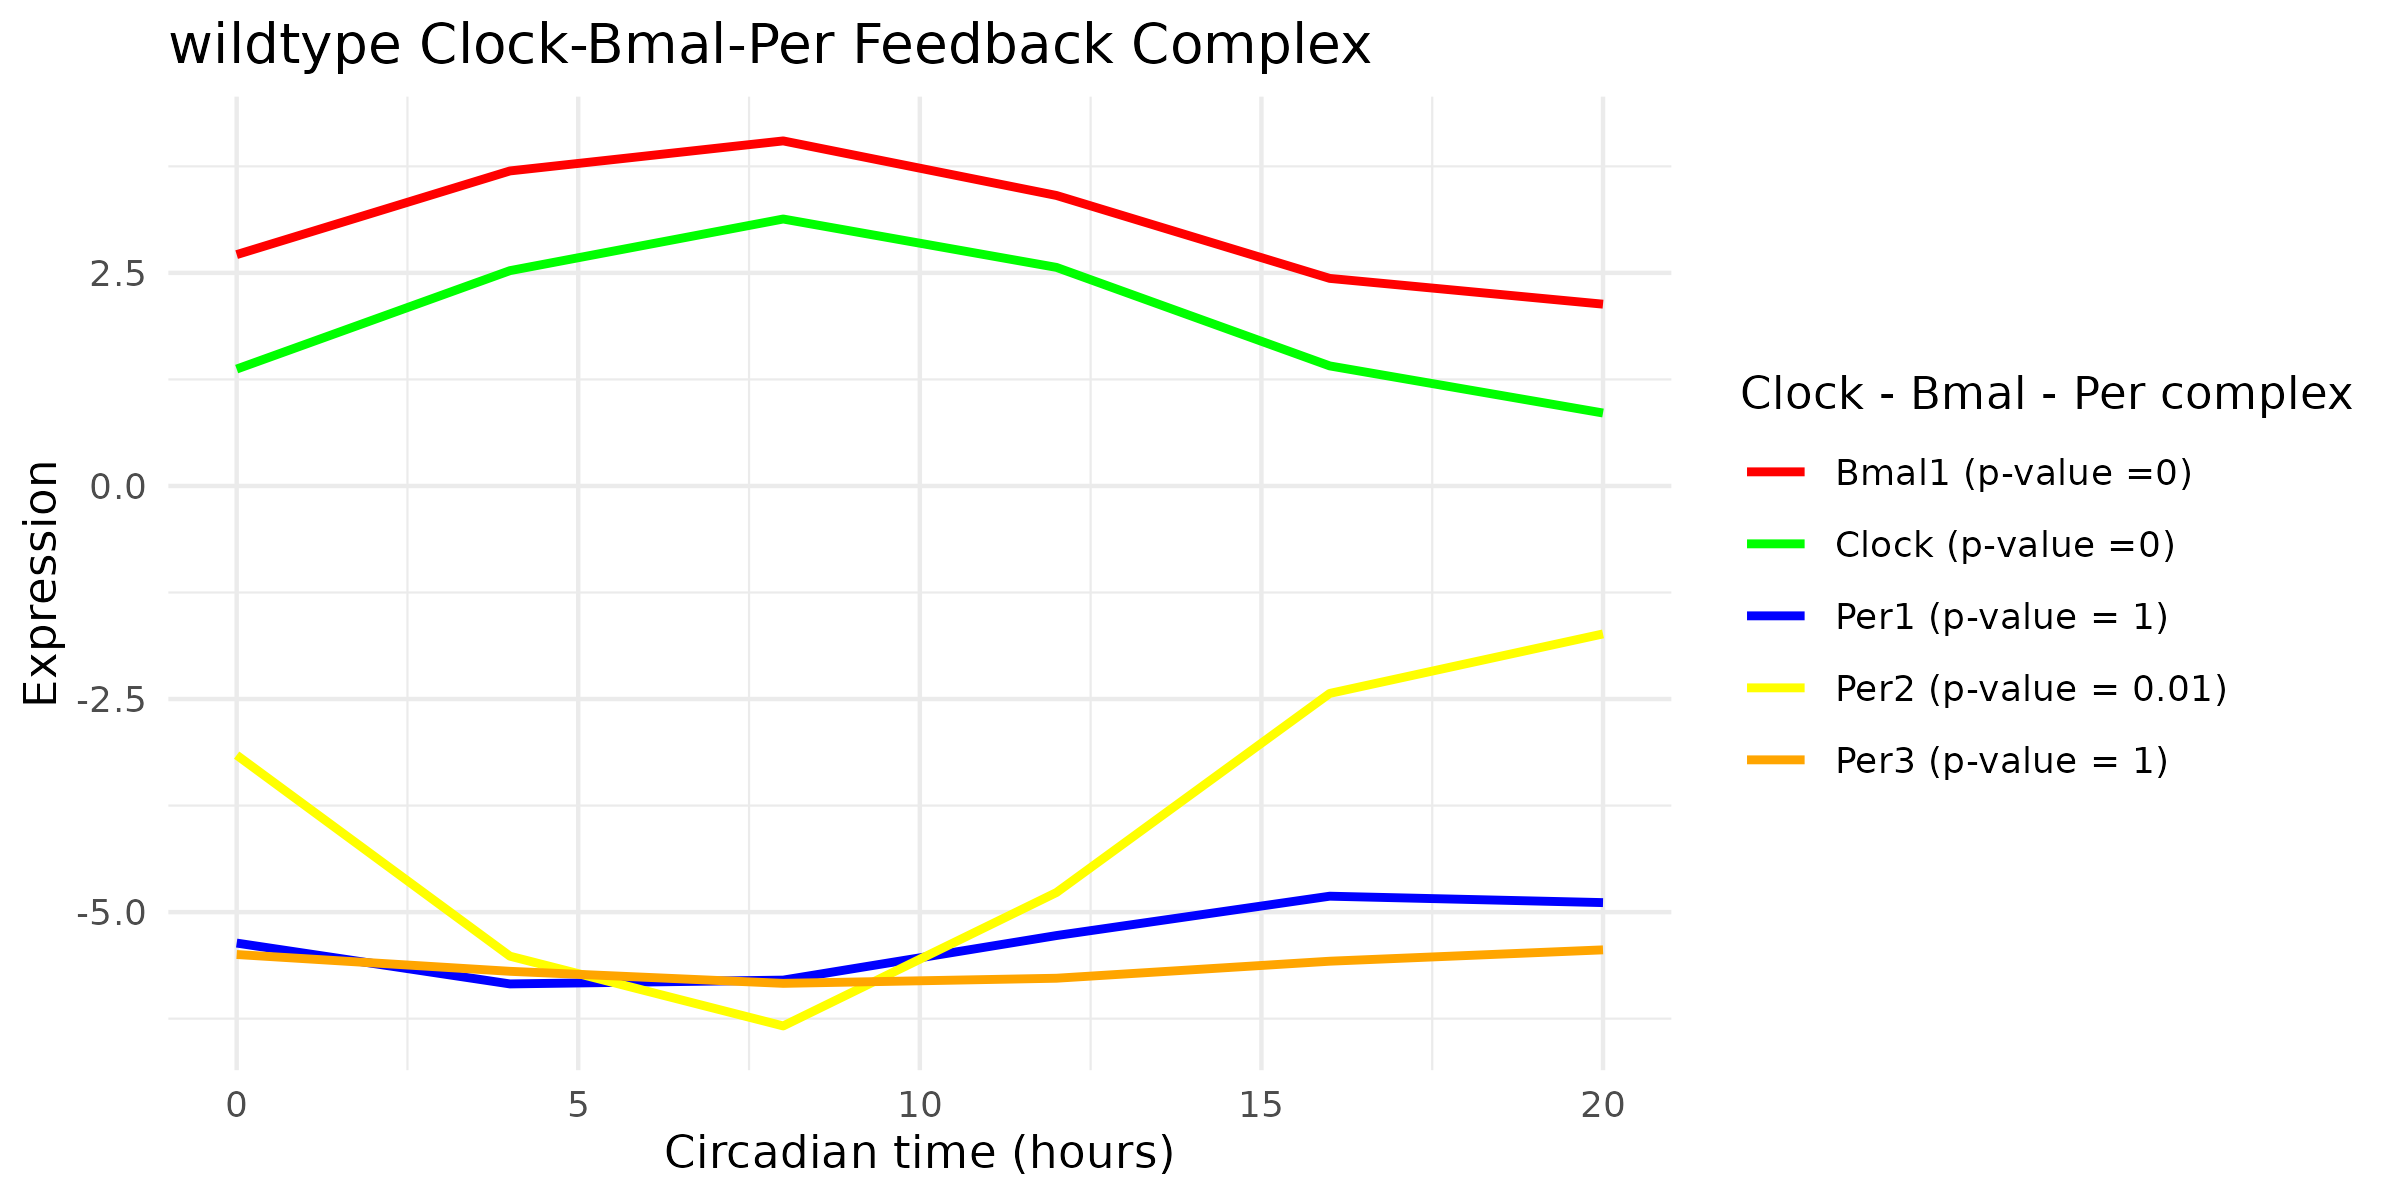 wildtype Clock-Bmal-Per Feedback Complex
Expression
2.5
0.0
-2.5
-5.0
0 5 10 15 20
Circadian time (hours)
Clock - Bmal - Per complex
Bmal1 (p-value =0)
Clock (p-value =0)
Per1 (p-value = 1)
Per2 (p-value = 0.01)
Per3 (p-value = 1)